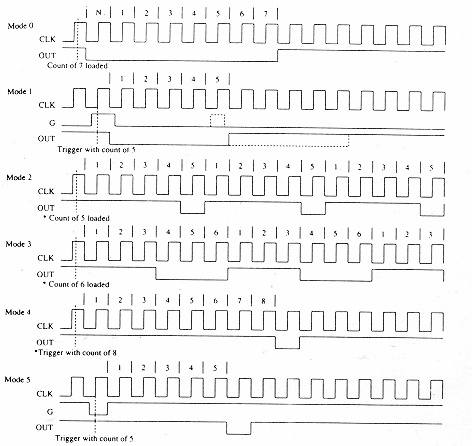 N 1 2 3 4 5 6 7
Mode 0
CLK
OUT
Count of 7 loaded
1 2 3 4 5
Mode 1
CLK
G
OUT
Trigger with count of 5
Mode 2
1 2 3 4 5 1 2 3 4 5 1 2 3 4 5
CLK
OUT
* Count of 5 loaded
Mode 3
1 2 3 4 5 6 1 2 3 4 5 6 1 2 3
CLK
OUT
* Count of 6 loaded
Mode 4
1 2 3 4 5 6 7 8
CLK
OUT
*Trigger with count of 8
Mode 5
1 2 3 4 5
CLK
G
OUT
Trigger with count of 5